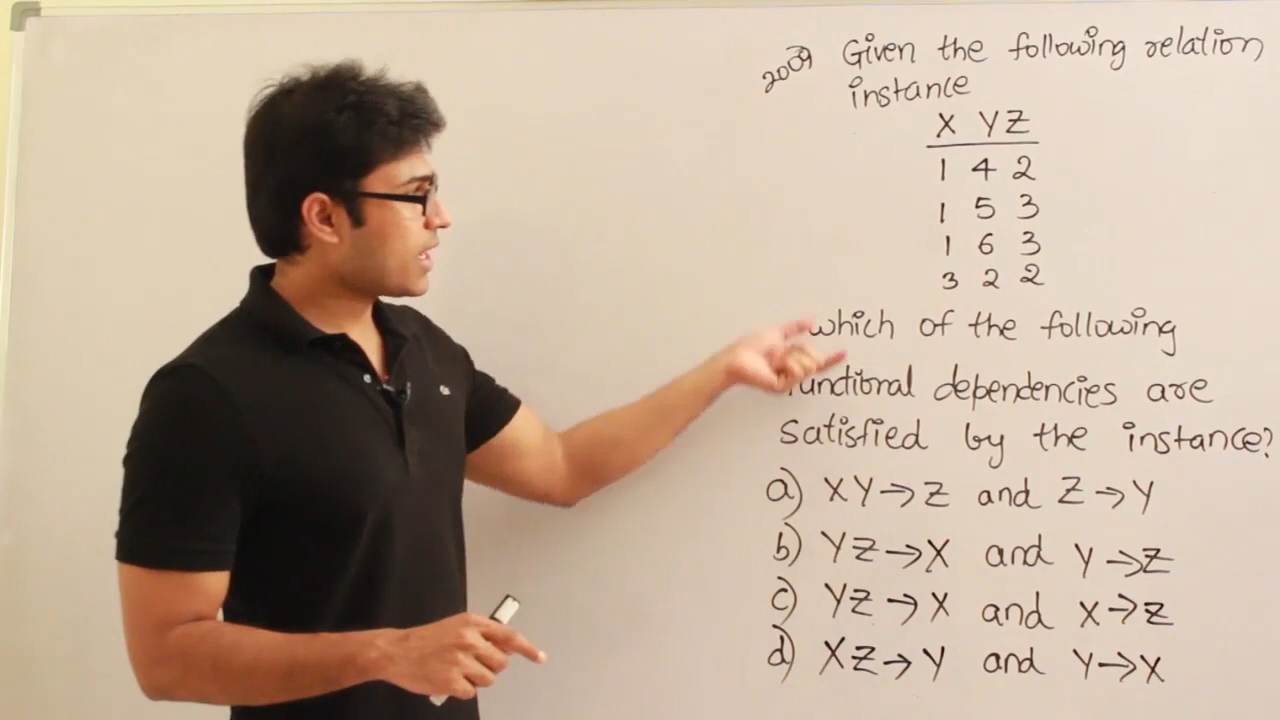 2009 Given the following relation
instance
X Y Z
1 4 2
1 5 3
1 6 3
3 2 2
which of the following
functional dependencies are
satisfied by the instance?
a) XY→Z and Z→Y
b) YZ→X and Y→Z
c) YZ→X and X→Z
d) XZ→Y and Y→X